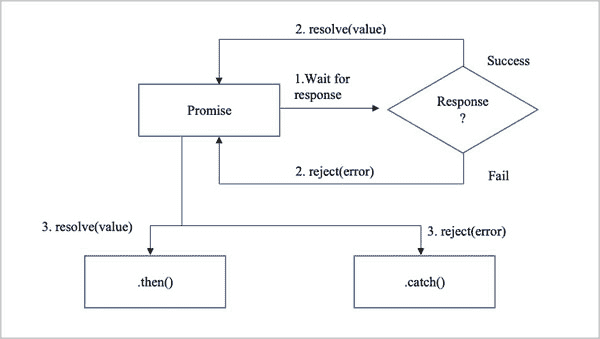 2. resolve(value)
Success
1.Wait for
response
Promise
Response
?
2. reject(error)
Fail
3. resolve(value)
3. reject(error)
.then()
.catch()